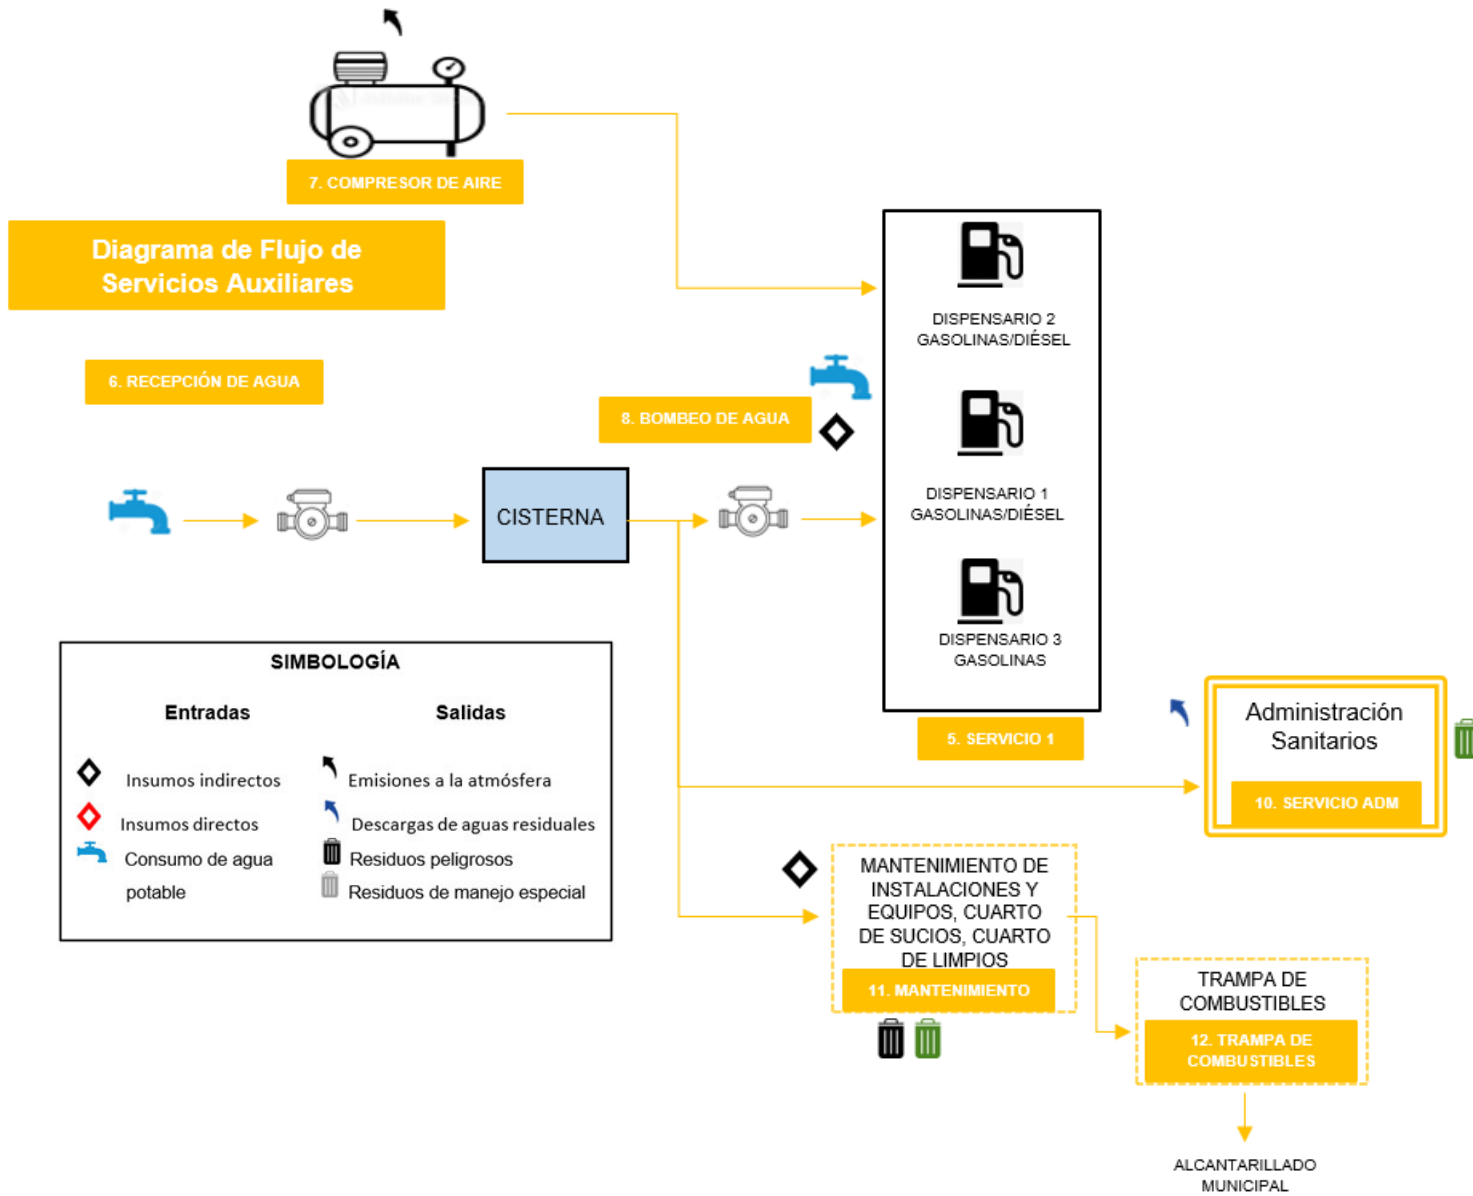 7. COMPRESOR DE AIRE
Diagrama de Flujo de
Servicios Auxiliares
DISPENSARIO 2
GASOLINAS/DIÉSEL
6. RECEPCIÓN DE AGUA
8. BOMBEO DE AGUA
CISTERNA
DISPENSARIO 1
GASOLINAS/DIÉSEL
DISPENSARIO 3
GASOLINAS
5. SERVICIO 1
SIMBOLOGÍA
Entradas
Salidas
Insumos indirectos
Emisiones a la atmósfera
Insumos directos
Descargas de aguas residuales
Consumo de agua
potable
Residuos peligrosos
Residuos de manejo especial
Administración
Sanitarios
10. SERVICIO ADM
MANTENIMIENTO DE
INSTALACIONES Y
EQUIPOS, CUARTO
DE SUCIOS, CUARTO
DE LIMPIOS
11. MANTENIMIENTO
TRAMPA DE
COMBUSTIBLES
12. TRAMPA DE
COMBUSTIBLES
ALCANTARILLADO
MUNICIPAL